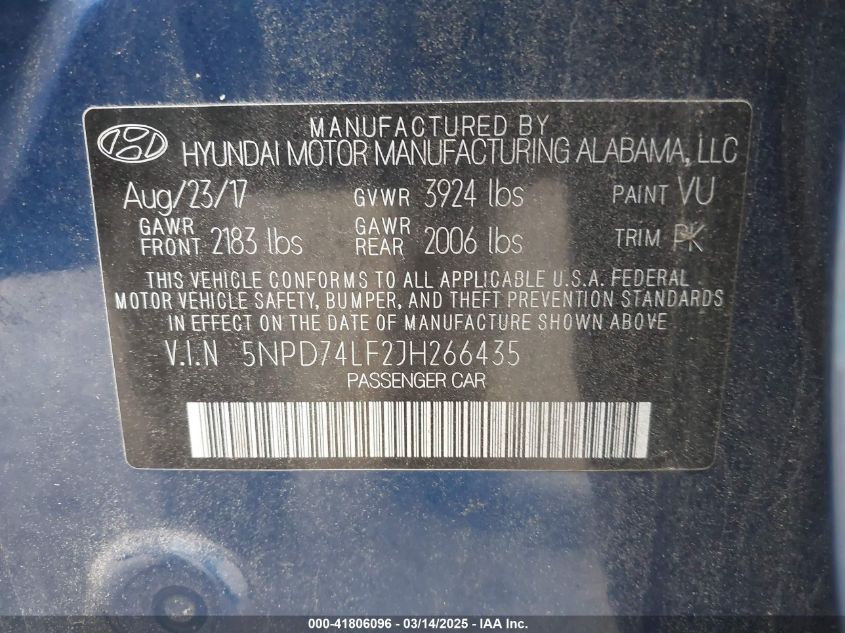 MANUFACTURED BY
HYUNDAI MOTOR MANUFACTURING ALABAMA, LLC
Aug/23/17 GVWR 3924 lbs PAINT VU
GAWR FRONT 2183 lbs GAWR REAR 2006 lbs TRIM PK
THIS VEHICLE CONFORMS TO ALL APPLICABLE U.S.A. FEDERAL
MOTOR VEHICLE SAFETY, BUMPER, AND THEFT PREVENTION STANDARDS
IN EFFECT ON THE DATE OF MANUFACTURE SHOWN ABOVE.
V.I.N 5NPD74LF2JH266435
PASSENGER CAR
000-41806096 - 03/14/2025 - IAAI.com